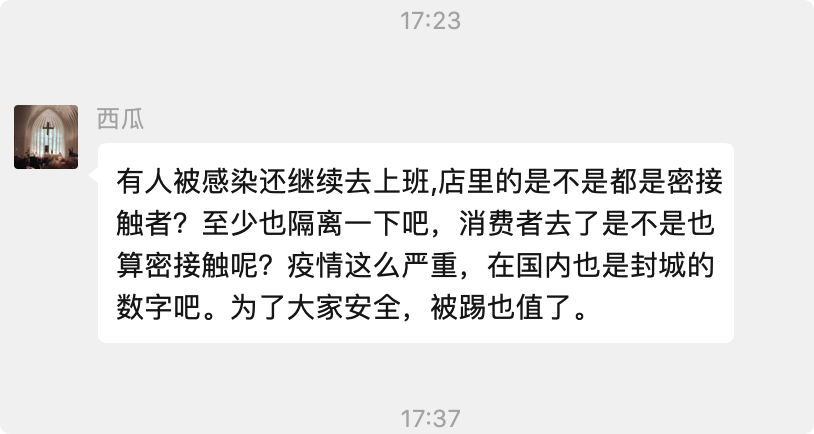 17:23
西瓜
有人被感染还继续去上班,店里的是不是都是密接
触者？至少也隔离一下吧，消费者去了是不是也
算密接触呢？疫情这么严重，在国内也是封城的
数字吧。为了大家安全，被踢也值了。
17:37